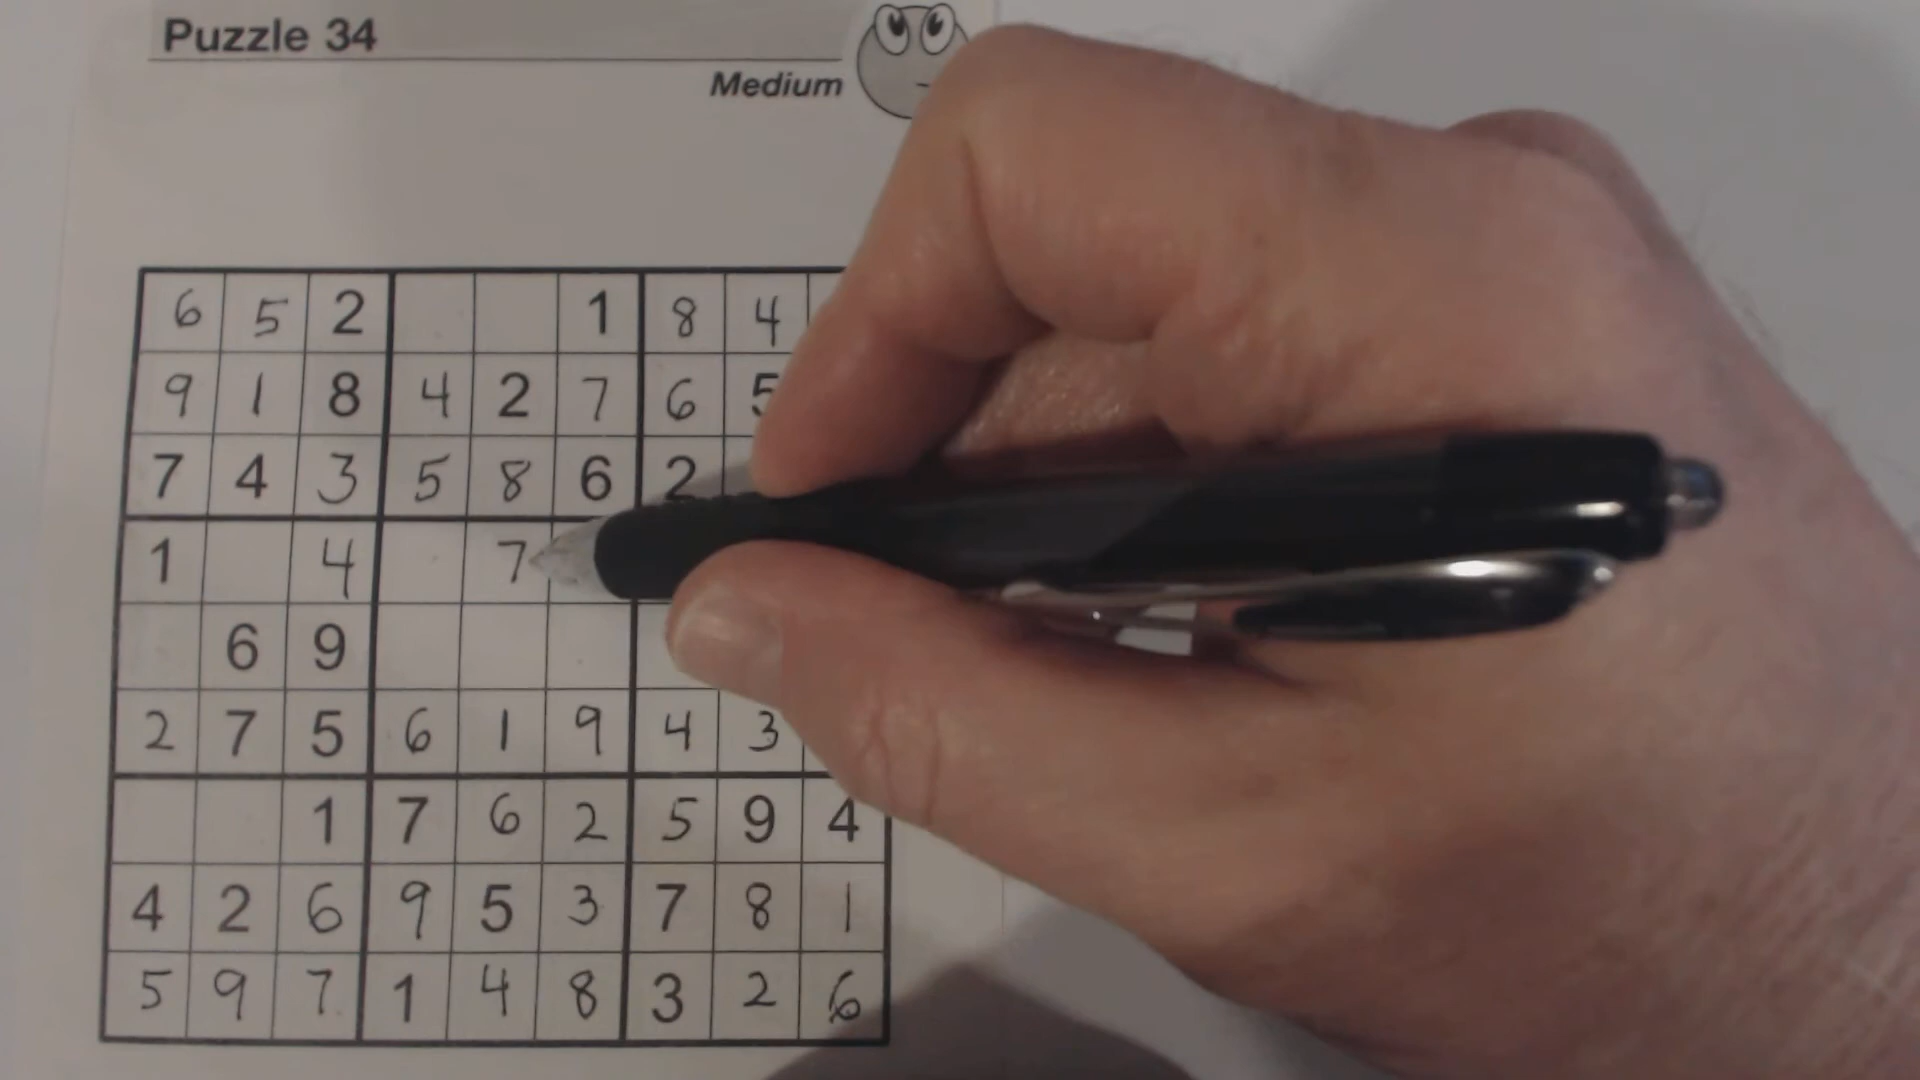 Puzzle 34
Medium
6 5 2 1 8 4
9 1 8 4 2 7 6 5
7 4 3 5 8 6 2
1 4 7
6 9
2 7 5 6 1 9 4 3
1 7 6 2 5 9 4
4 2 6 9 5 3 7 8 1
5 9 7 1 4 8 3 2 6